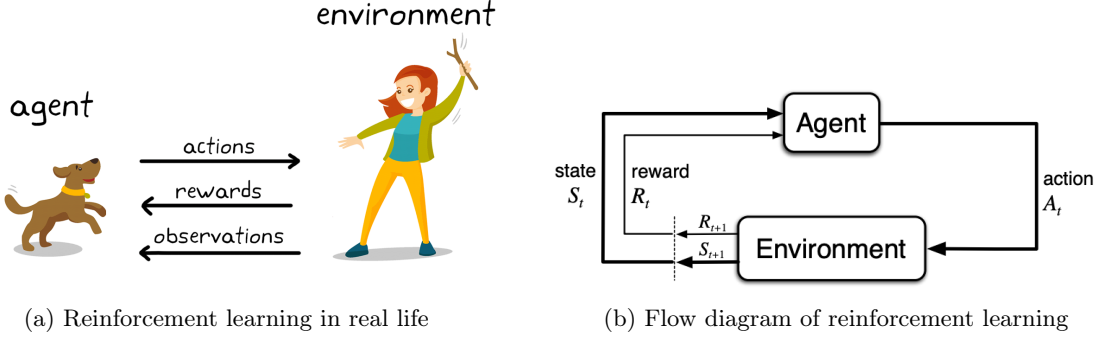 environment
agent
actions
rewards
observations
(a) Reinforcement learning in real life
Agent
state
S_t
reward
R_t
action
A_t
R_{t+1}
S_{t+1}
Environment
(b) Flow diagram of reinforcement learning